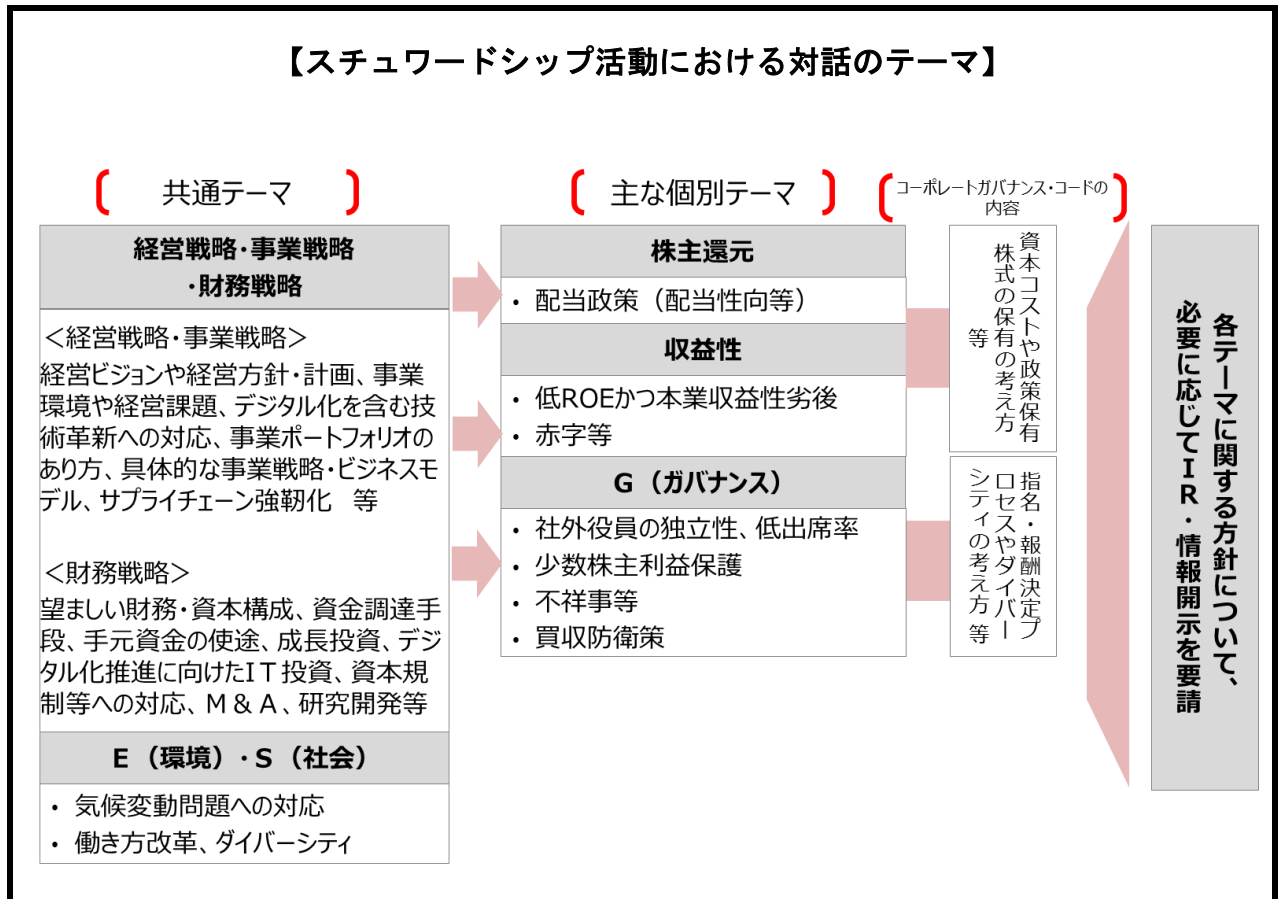 【スチュワードシップ活動における対話のテーマ】
共通テーマ
経営戦略・事業戦略
・財務戦略
＜経営戦略・事業戦略＞
経営ビジョンや経営方針・計画、事業
環境や経営課題、デジタル化を含む技
術革新への対応、事業ポートフォリオの
あり方、具体的な事業戦略・ビジネスモ
デル、サプライチェーン強靭化　等
＜財務戦略＞
望ましい財務・資本構成、資金調達手
段、手元資金の使途、成長投資、デジ
タル化推進に向けたＩＴ投資、資本規
制等への対応、Ｍ＆Ａ、研究開発等
Ｅ（環境）・Ｓ（社会）
・ 気候変動問題への対応
・ 働き方改革、ダイバーシティ
主な個別テーマ
株主還元
・ 配当政策（配当性向等）
収益性
・ 低ROEかつ本業収益性劣後
・ 赤字等
Ｇ（ガバナンス）
・ 社外役員の独立性、低出席率
・ 少数株主利益保護
・ 不祥事等
・ 買収防衛策
コーポレートガバナンス・コードの
内容
資本コストや政策保有
株式の保有の考え方
等
指名・報酬決定プ
ロセスやダイバー
シティの考え方 等
各テーマに関する方針について、
必要に応じてＩＲ・情報開示を要請